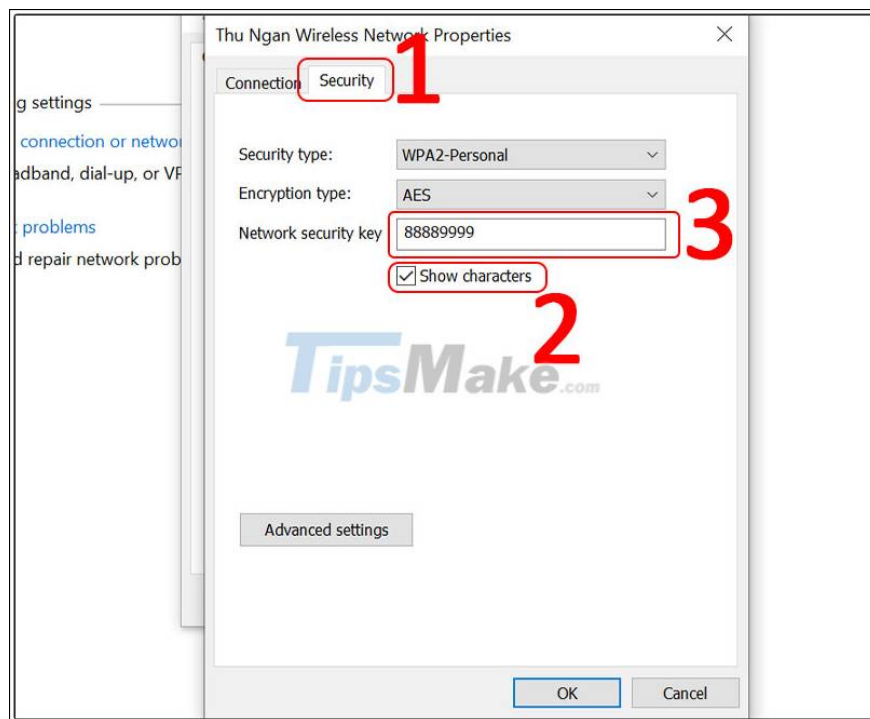 Thu Ngan Wireless Network Properties
1
Connection Security
g settings
connection or networ
adband, dial-up, or VP
problems
d repair network prob
Security type: WPA2-Personal
Encryption type: AES
Network security key 88889999
3
Show characters
2
TipsMake.com
Advanced settings
OK Cancel